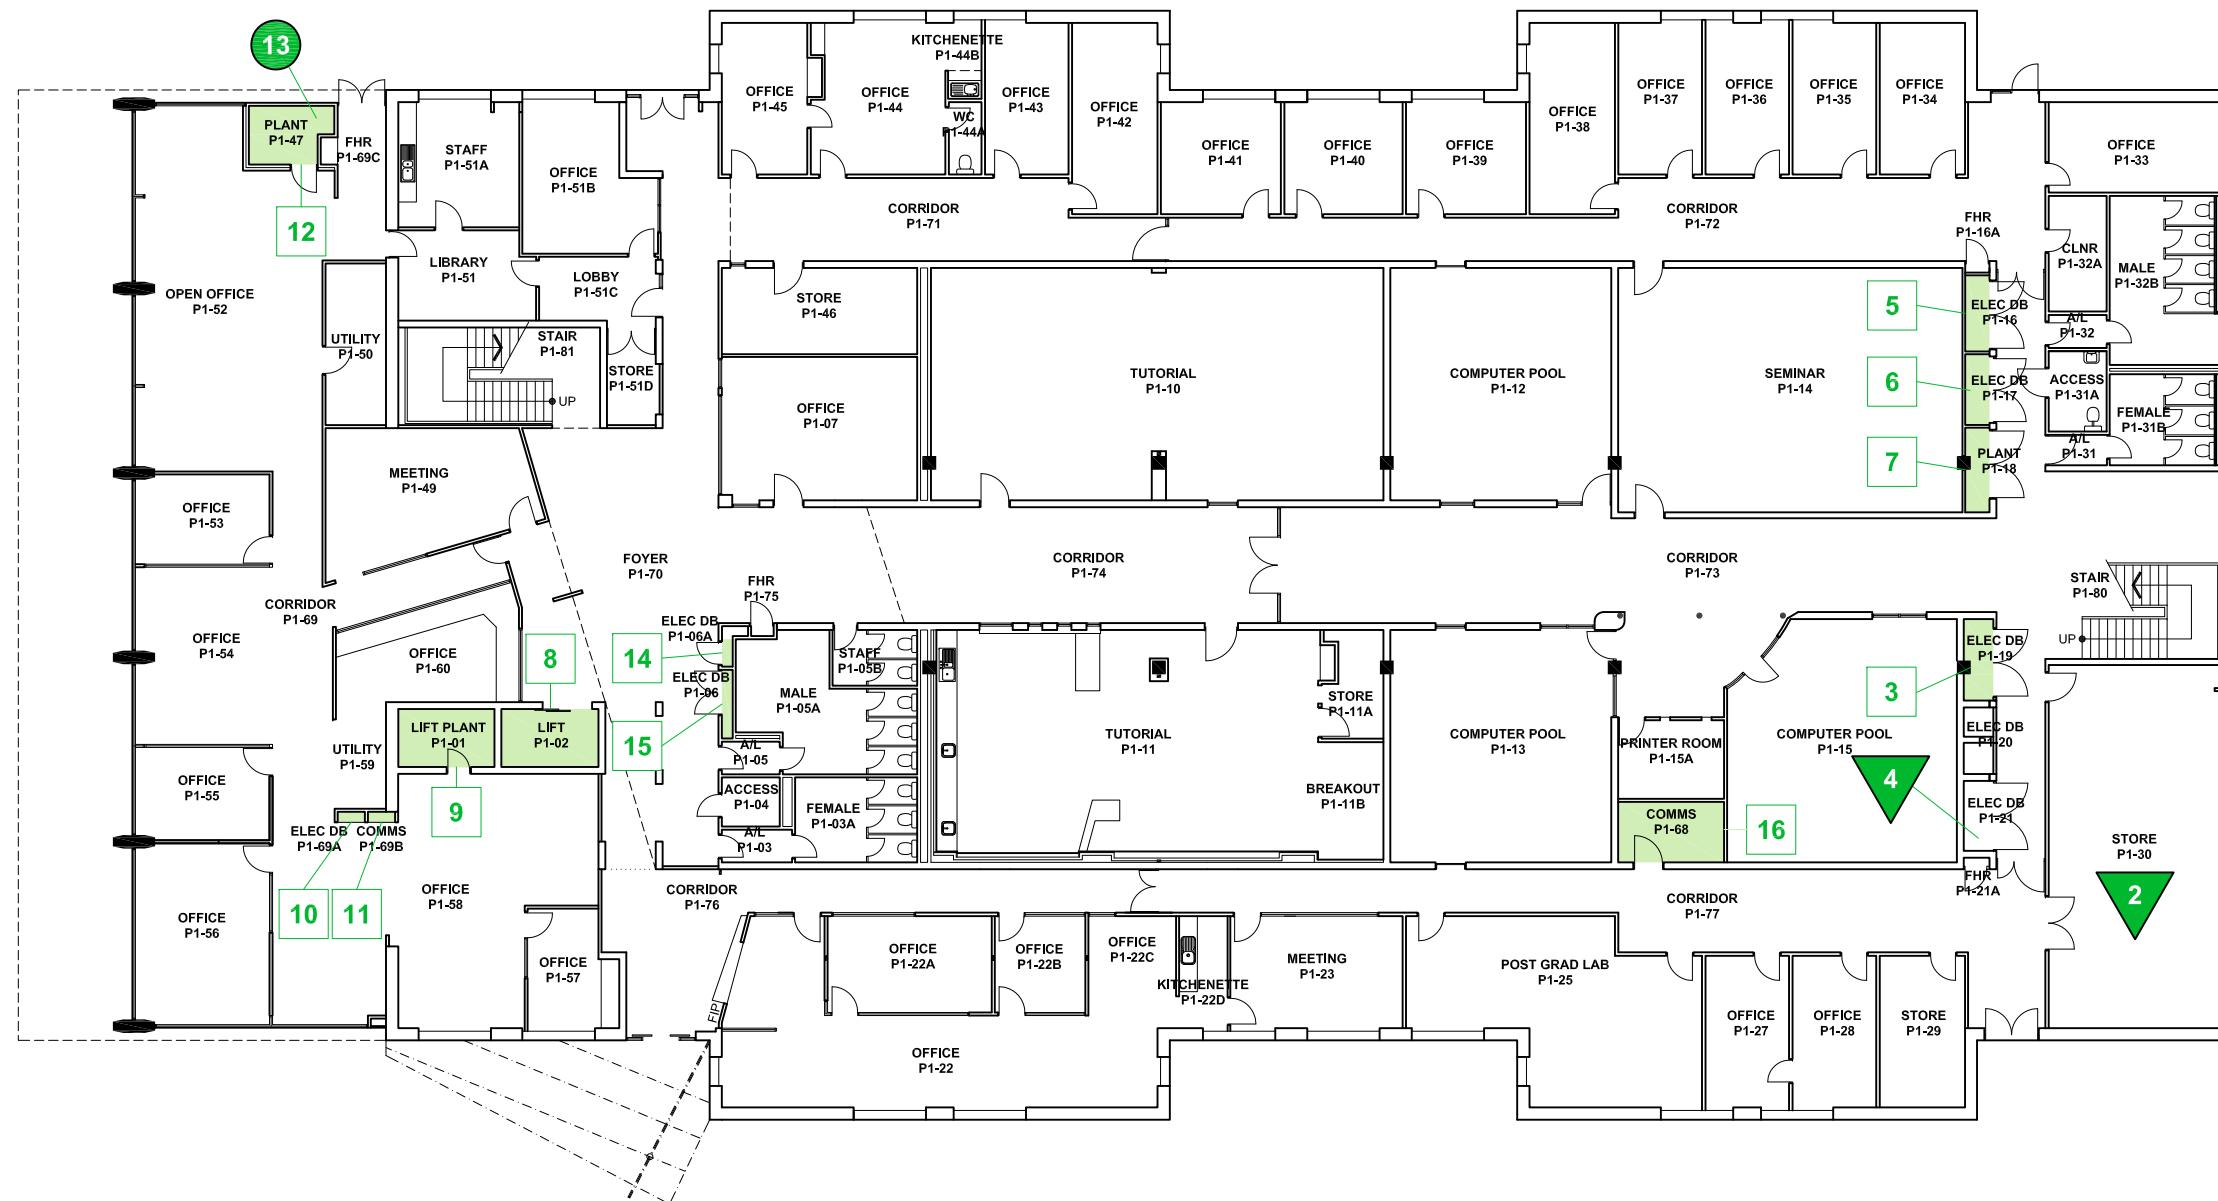 13
OFFICE
P1-45
OFFICE
P1-44
KITCHENETTE
P1-44B
WC
P1-44A
OFFICE
P1-43
OFFICE
P1-42
OFFICE
P1-41
OFFICE
P1-40
OFFICE
P1-39
OFFICE
P1-38
OFFICE
P1-37
OFFICE
P1-36
OFFICE
P1-35
OFFICE
P1-34
OFFICE
P1-33
PLANT
P1-47
FHR
P1-69C
STAFF
P1-51A
OFFICE
P1-51B
12
CORRIDOR
P1-71
CORRIDOR
P1-72
FHR
P1-16A
CLNR
P1-32A
MALE
P1-32B
OPEN OFFICE
P1-52
LIBRARY
P1-51
LOBBY
P1-51C
UTILITY
P1-50
STAIR
P1-81
UP
STORE
P1-51D
STORE
P1-46
OFFICE
P1-07
TUTORIAL
P1-10
COMPUTER POOL
P1-12
SEMINAR
P1-14
5
6
7
ELEC DB
P1-16
ELEC DB
P1-17
PLANT
P1-18
A/L
P1-32
ACCESS
P1-31A
FEMALE
P1-31B
A/L
P1-31
MEETING
P1-49
OFFICE
P1-53
FOYER
P1-70
FHR
P1-75
CORRIDOR
P1-74
CORRIDOR
P1-73
STAIR
P1-80
UP
CORRIDOR
P1-69
OFFICE
P1-54
OFFICE
P1-60
8
14
15
ELEC DB
P1-06A
ELEC DB
P1-06
MALE
P1-05A
STAFF
P1-05B
A/L
P1-05
ACCESS
P1-04
A/L
P1-03
FEMALE
P1-03A
TUTORIAL
P1-11
STORE
P1-11A
BREAKOUT
P1-11B
COMPUTER POOL
P1-13
PRINTER ROOM
P1-15A
COMPUTER POOL
P1-15
COMMS
P1-68
16
3
4
ELEC DB
P1-19
ELEC DB
P1-20
ELEC DB
P1-21
FHR
P1-21A
STORE
P1-30
2
LIFT PLANT
P1-01
LIFT
P1-02
UTILITY
P1-59
9
OFFICE
P1-55
ELEC DB
P1-69A
COMMS
P1-69B
10
11
OFFICE
P1-56
OFFICE
P1-58
OFFICE
P1-57
CORRIDOR
P1-76
CORRIDOR
P1-77
FIP
OFFICE
P1-22A
OFFICE
P1-22B
OFFICE
P1-22C
KITCHENETTE
P1-22D
MEETING
P1-23
POST GRAD LAB
P1-25
OFFICE
P1-27
OFFICE
P1-28
STORE
P1-29
OFFICE
P1-22